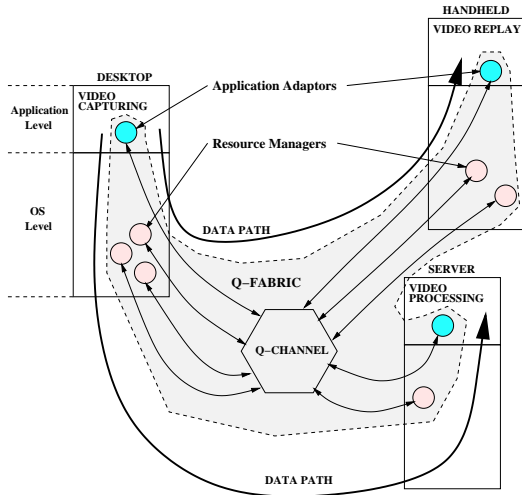 HANDHELD
VIDEO REPLAY
DESKTOP
VIDEO
CAPTURING
Application Adaptors
Application
Level
Resource Managers
OS
Level
DATA PATH
SERVER
Q−FABRIC
VIDEO
PROCESSING
Q−CHANNEL
DATA PATH